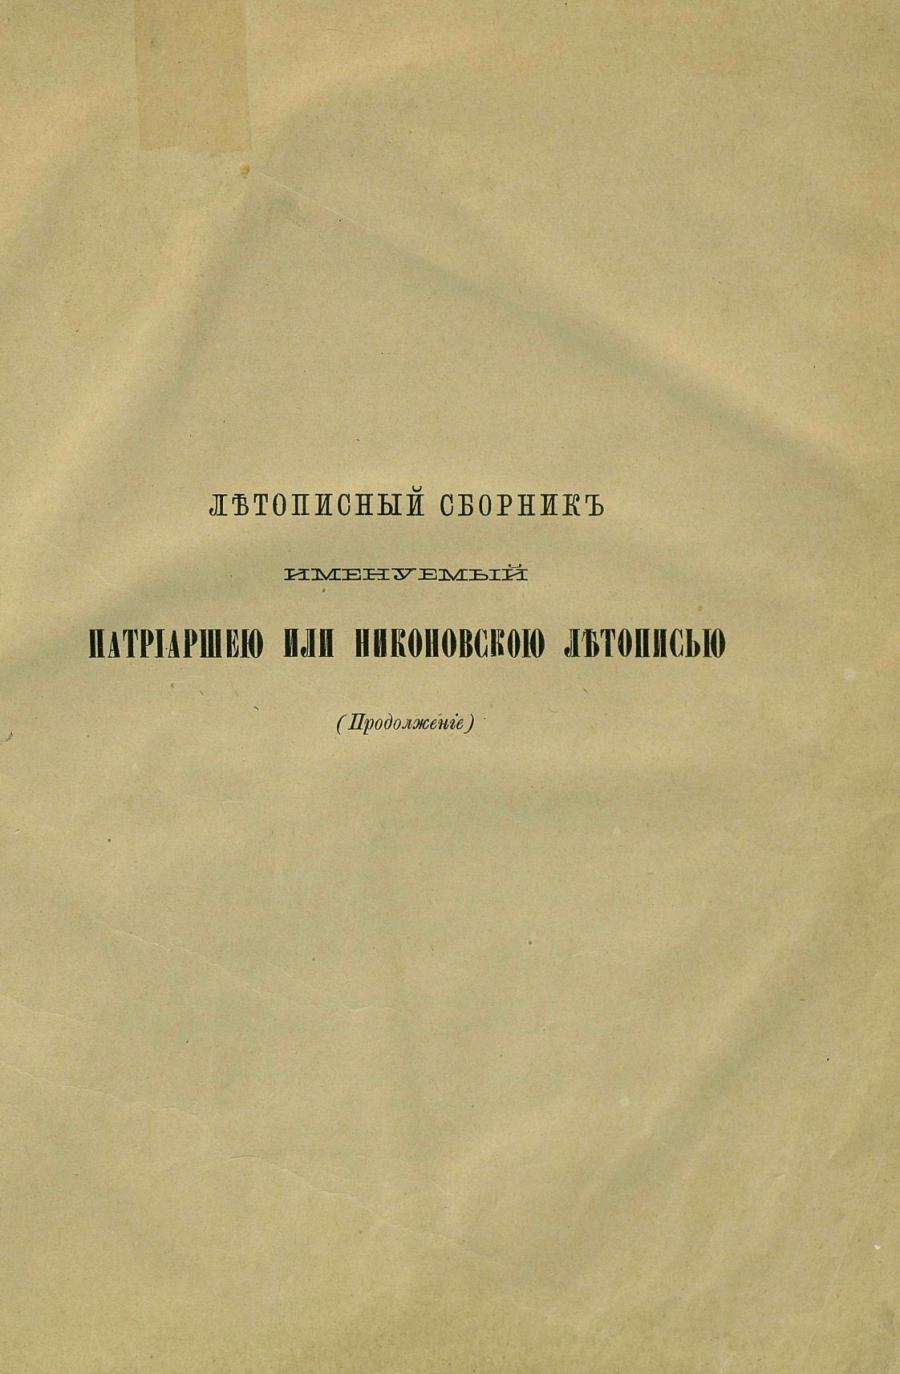 ЛѢТОПИСНЫЙ СБОРНИКЪ
ИМЕНУЕМЫЙ
ПАТРІАРШЕЮ ИЛИ НИКОНОВСКОЮ ЛѢТОПИСЬЮ
(Продолженіе)